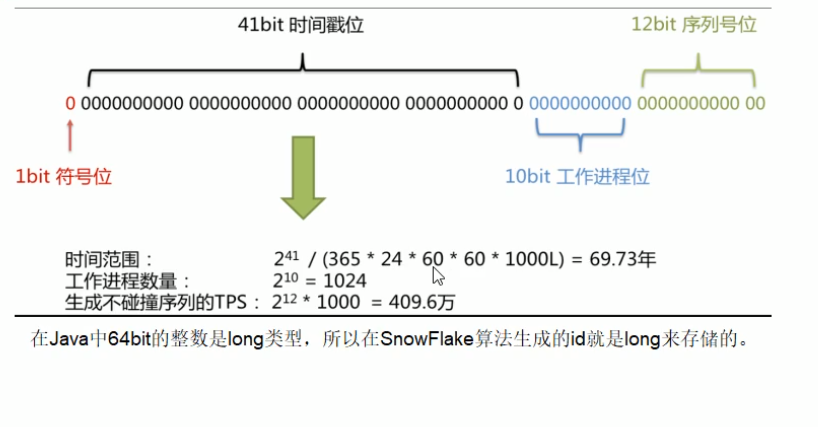 41bit 时间戳位
12bit 序列号位
0 0000000000 0000000000 0000000000 0000000000 0 0000000000 0000000000 00
1bit 符号位
10bit 工作进程位
时间范围: 2⁴¹ / (365 * 24 * 60 * 60 * 1000L) = 69.73年
工作进程数量: 2¹⁰ = 1024
生成不碰撞序列的TPS: 2¹² * 1000 = 409.6万
在Java中64bit的整数是long类型，所以在SnowFlake算法生成的id就是long来存储的。